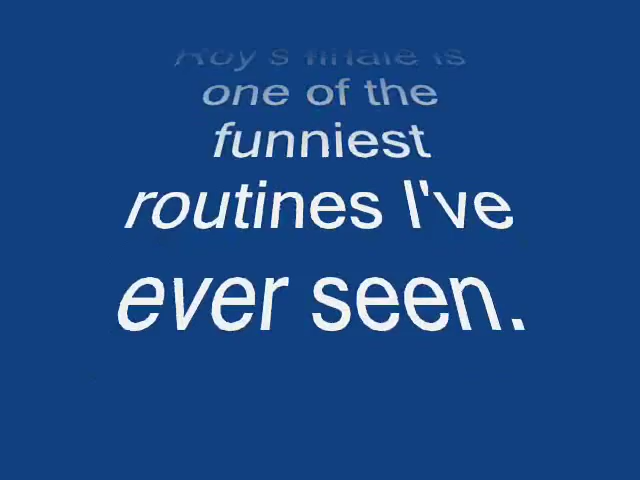 Roy's finale is
one of the
funniest
routines I've
ever seen.